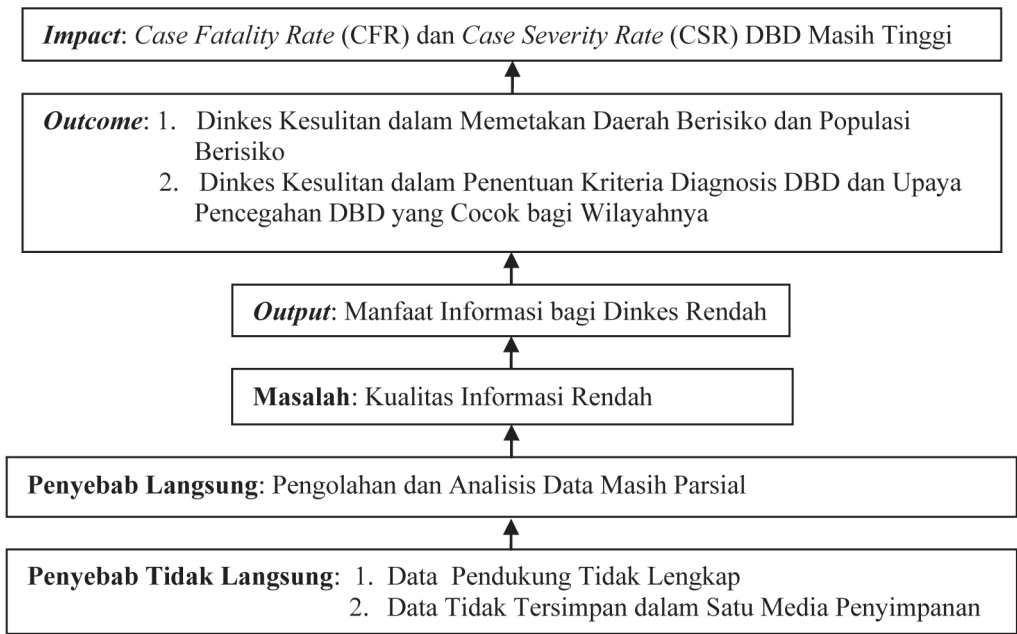 Impact: Case Fatality Rate (CFR) dan Case Severity Rate (CSR) DBD Masih Tinggi
Outcome: 1. Dinkes Kesulitan dalam Memetakan Daerah Berisiko dan Populasi
Berisiko
2. Dinkes Kesulitan dalam Penentuan Kriteria Diagnosis DBD dan Upaya
Pencegahan DBD yang Cocok bagi Wilayahnya
Output: Manfaat Informasi bagi Dinkes Rendah
Masalah: Kualitas Informasi Rendah
Penyebab Langsung: Pengolahan dan Analisis Data Masih Parsial
Penyebab Tidak Langsung: 1. Data Pendukung Tidak Lengkap
2. Data Tidak Tersimpan dalam Satu Media Penyimpanan